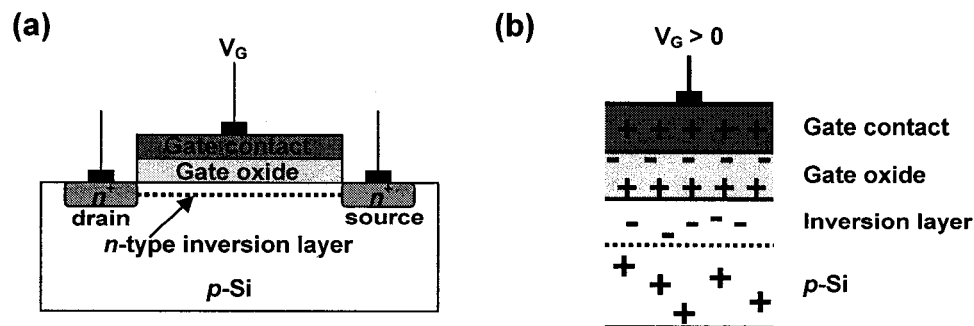 (a)
V_G
Gate contact
Gate oxide
n⁺
n⁺
drain
source
n-type inversion layer
p-Si
(b)
V_G > 0
Gate contact
Gate oxide
Inversion layer
p-Si